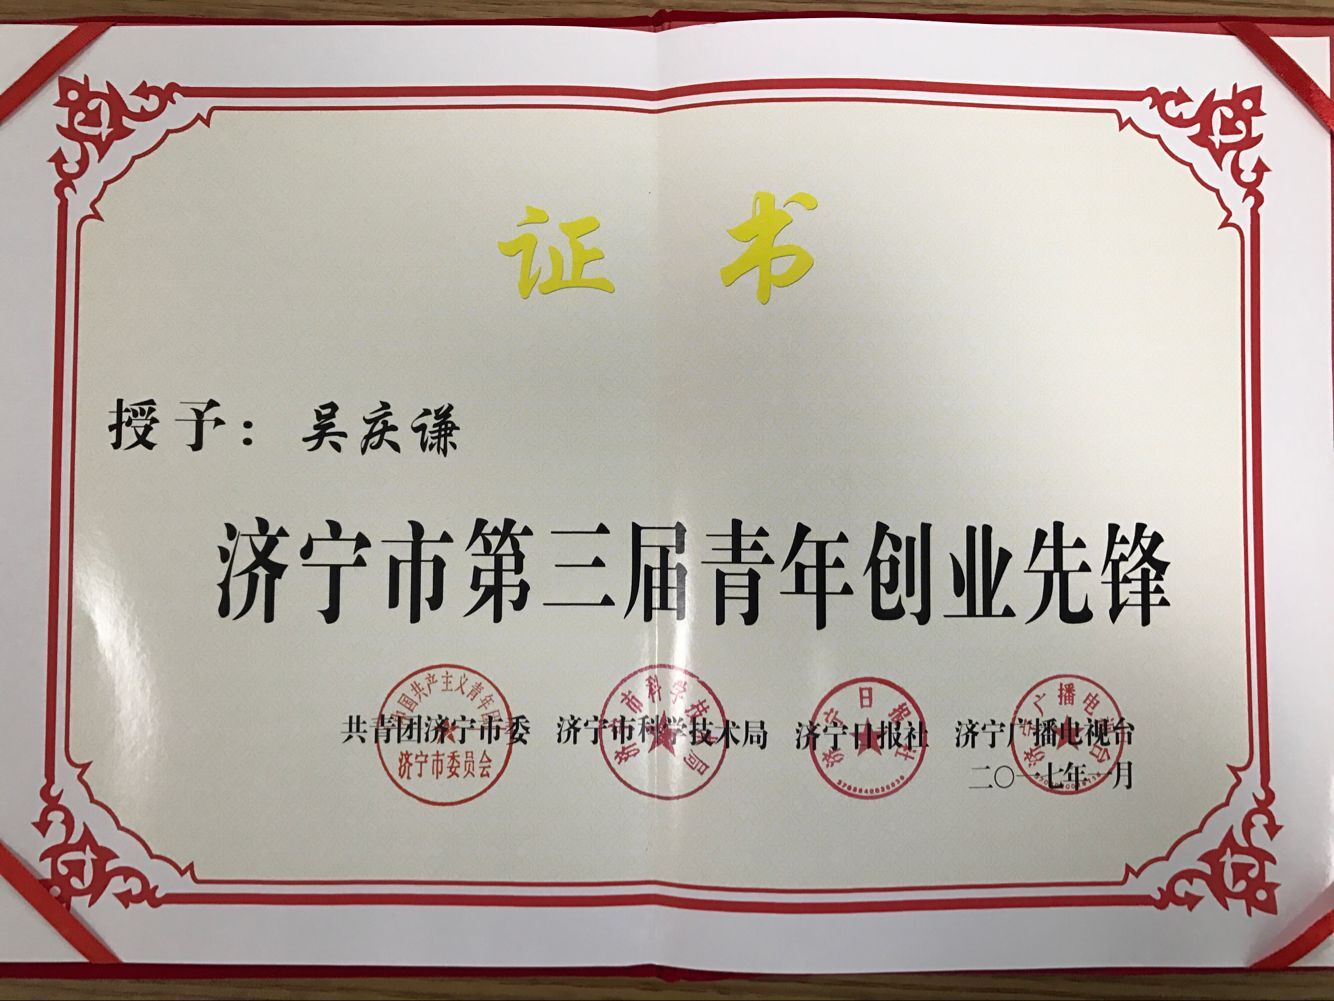 证书
授予：吴庆谦
济宁市第三届青年创业先锋
共青团济宁市委 济宁市科学技术局 济宁日报社 济宁广播电视台
二〇一七年一月